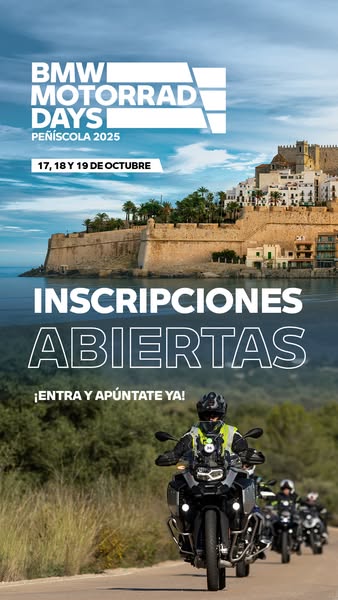 BMW
MOTORRAD
DAYS
PEÑÍSCOLA 2025
17, 18 Y 19 DE OCTUBRE
INSCRIPCIONES
ABIERTAS
¡ENTRA Y APÚNTATE YA!